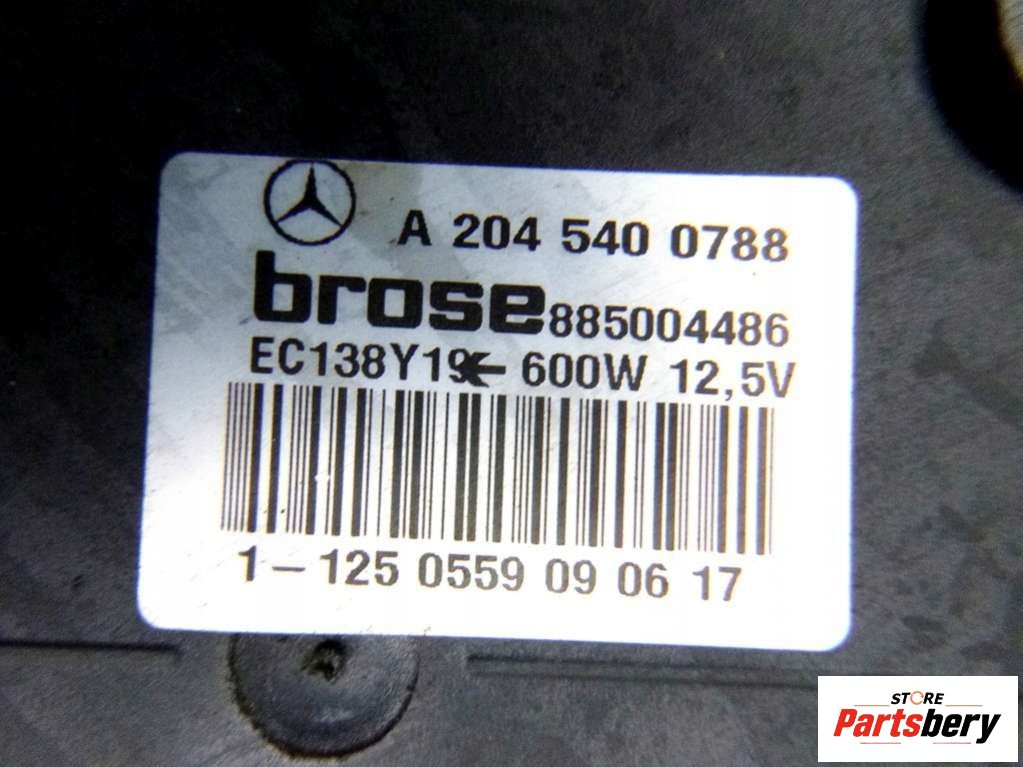 A 204 540 0788
brose 885004486
EC138Y19 600W 12,5V
1-125 0559 09 06 17
STORE
Partsbery